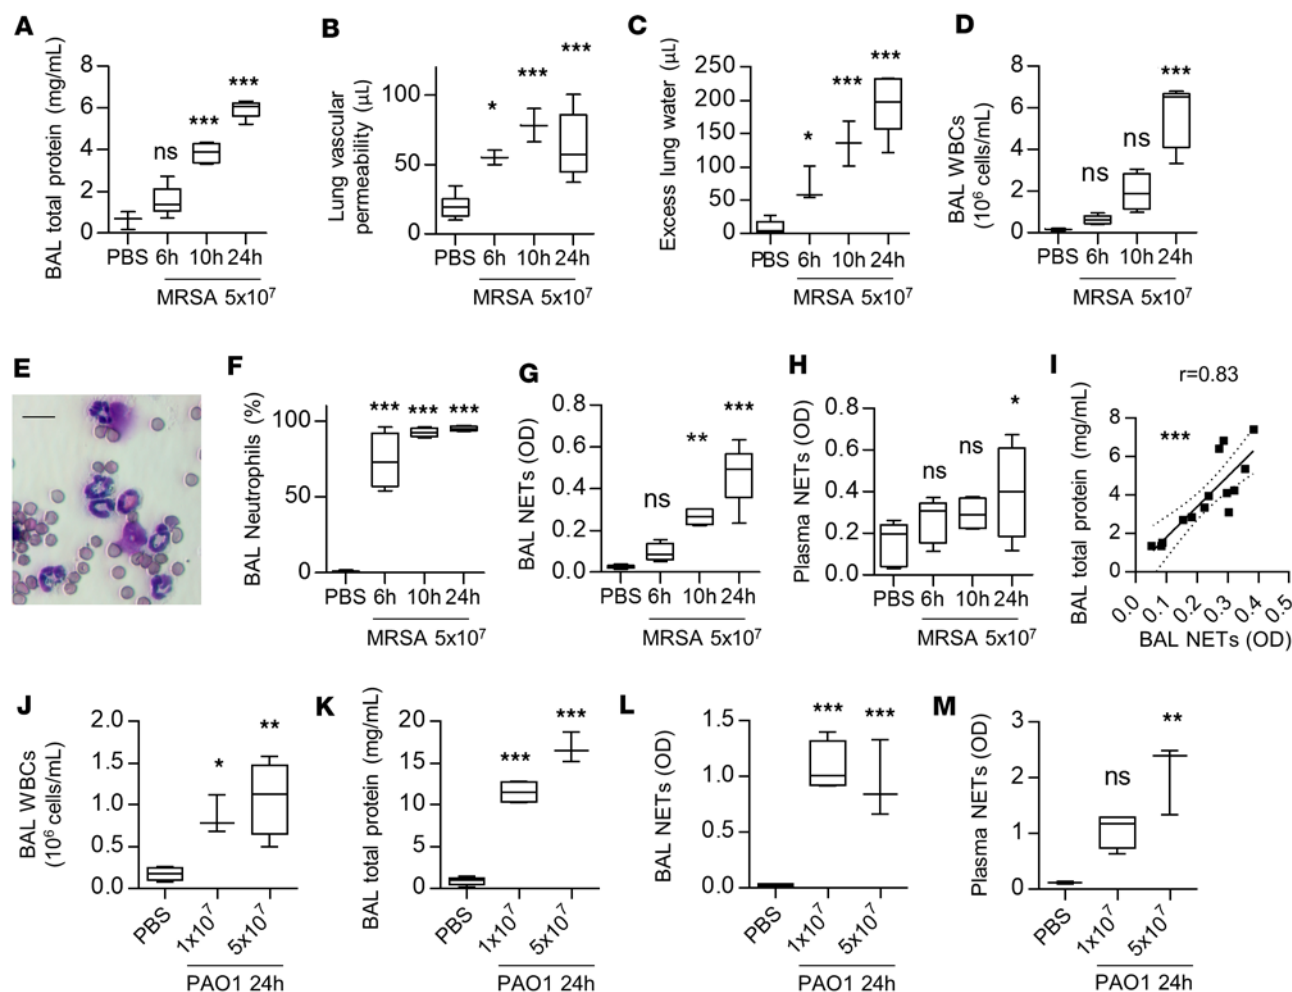 A
BAL total protein (mg/mL)
8
6
4
2
0
ns
***
***
PBS 6h 10h 24h
MRSA 5x10⁷
B
Lung vascular
permeability (µL)
100
50
0
*
***
***
PBS 6h 10h 24h
MRSA 5x10⁷
C
Excess lung water (µL)
250
200
150
100
50
0
*
***
***
PBS 6h 10h 24h
MRSA 5x10⁷
D
BAL WBCs
(10⁶ cells/mL)
8
6
4
2
0
ns
ns
***
PBS 6h 10h 24h
MRSA 5x10⁷
E
F
BAL Neutrophils (%)
100
50
0
***
***
***
PBS 6h 10h 24h
MRSA 5x10⁷
G
BAL NETs (OD)
0.8
0.6
0.4
0.2
0.0
ns
**
***
PBS 6h 10h 24h
MRSA 5x10⁷
H
Plasma NETs (OD)
0.8
0.6
0.4
0.2
0.0
ns
ns
*
PBS 6h 10h 24h
MRSA 5x10⁷
I
r=0.83
BAL total protein (mg/mL)
8
6
4
2
0
***
0.0 0.1 0.2 0.3 0.4 0.5
BAL NETs (OD)
J
BAL WBCs
(10⁶ cells/mL)
2.0
1.5
1.0
0.5
0.0
*
**
PBS 1x10⁷ 5x10⁷
PAO1 24h
K
BAL total protein (mg/mL)
20
15
10
5
0
***
***
PBS 1x10⁷ 5x10⁷
PAO1 24h
L
BAL NETs (OD)
1.5
1.0
0.5
0.0
***
***
PBS 1x10⁷ 5x10⁷
PAO1 24h
M
Plasma NETs (OD)
3
2
1
0
ns
**
PBS 1x10⁷ 5x10⁷
PAO1 24h